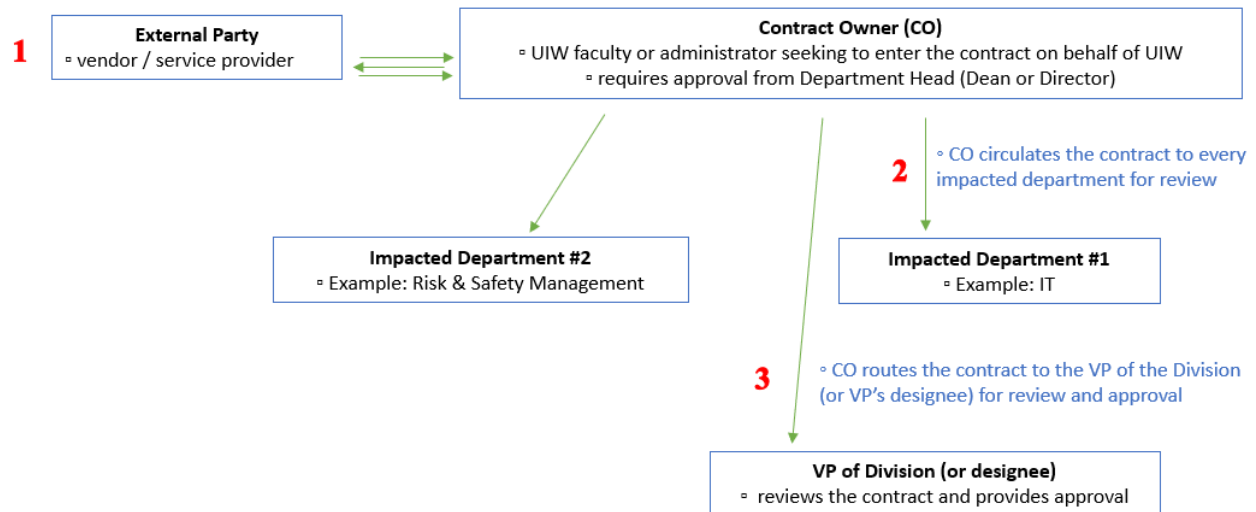 1
External Party
▫ vendor / service provider
Contract Owner (CO)
▫ UIW faculty or administrator seeking to enter the contract on behalf of UIW
▫ requires approval from Department Head (Dean or Director)
2
◦ CO circulates the contract to every
impacted department for review
Impacted Department #2
▫ Example: Risk & Safety Management
Impacted Department #1
▫ Example: IT
3
◦ CO routes the contract to the VP of the Division
(or VP’s designee) for review and approval
VP of Division (or designee)
▫ reviews the contract and provides approval